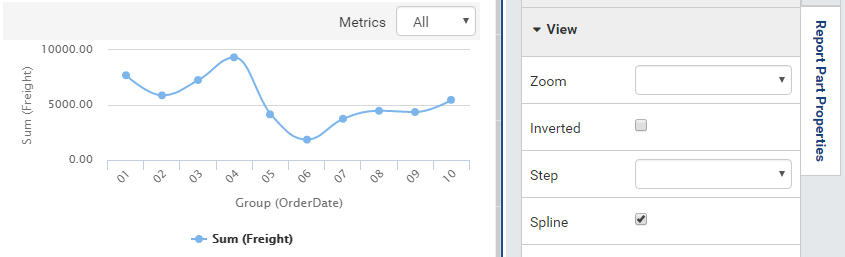 Metrics All
10000.00
5000.00
0.00
Sum (Freight)
01 02 03 04 05 06 07 08 09 10
Group (OrderDate)
Sum (Freight)
View
Zoom
Inverted
Step
Spline
Report Part Properties